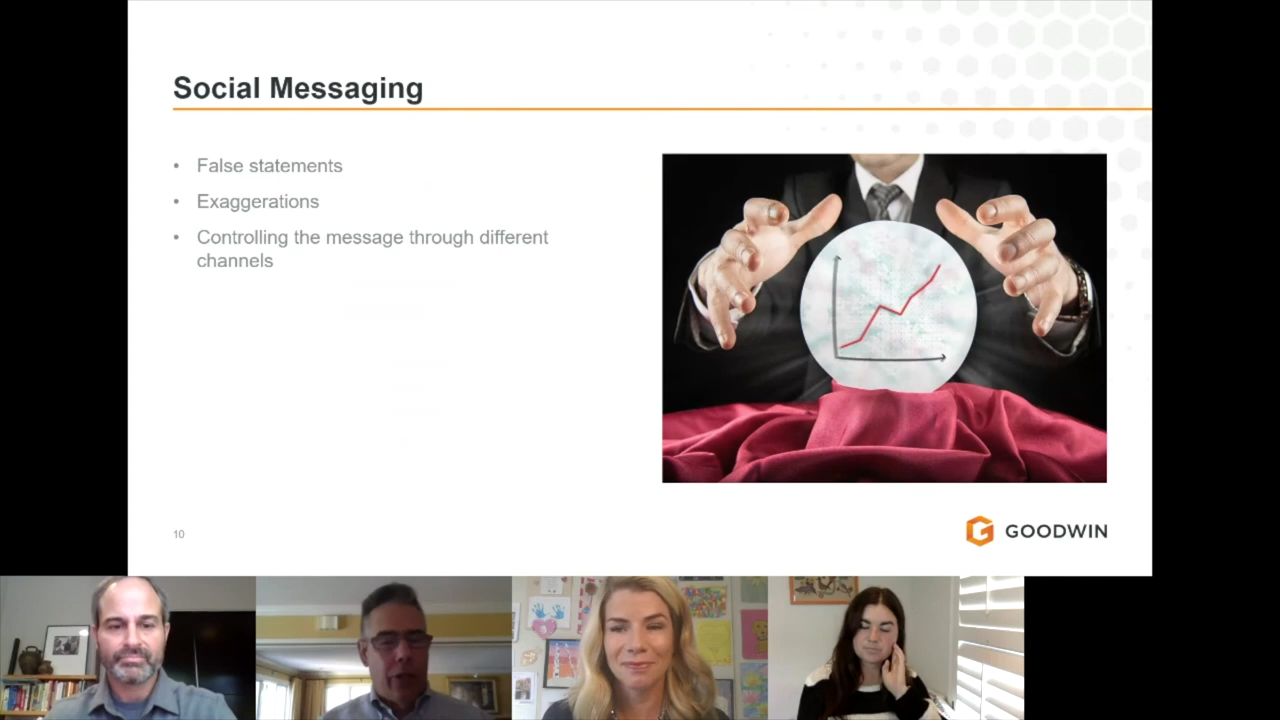 Social Messaging
• False statements
• Exaggerations
• Controlling the message through different
channels
10
GOODWIN